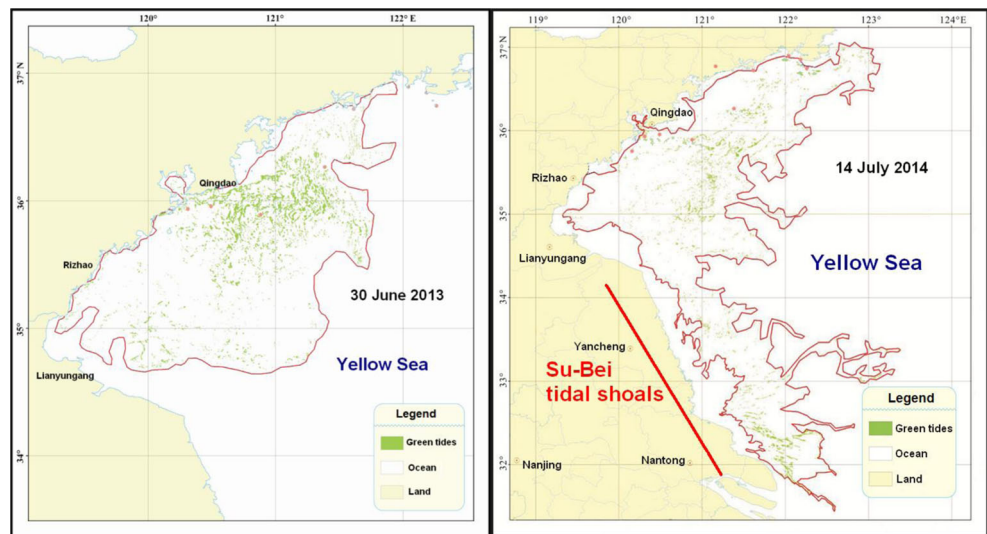 120°
121°
122°E
37°N
36°
35°
34°
Qingdao
Rizhao
Lianyungang
30 June 2013
Yellow Sea
Legend
Green tides
Ocean
Land
119°
120°
121°
122°
123°
124°E
37°N
36°
35°
34°
33°
32°
Qingdao
Rizhao
Lianyungang
14 July 2014
Yellow Sea
Yancheng
Su-Bei
tidal shoals
Nanjing
Nantong
Legend
Green tides
Ocean
Land